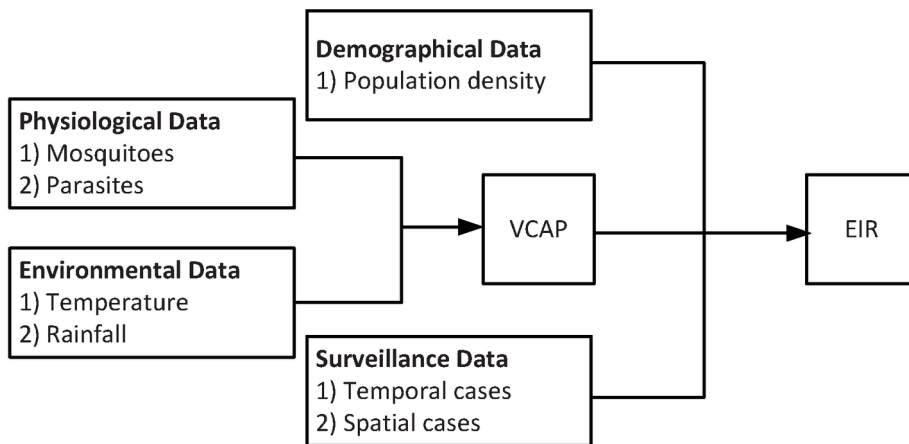 Demographical Data
1) Population density
Physiological Data
1) Mosquitoes
2) Parasites
VCAP
EIR
Environmental Data
1) Temperature
2) Rainfall
Surveillance Data
1) Temporal cases
2) Spatial cases